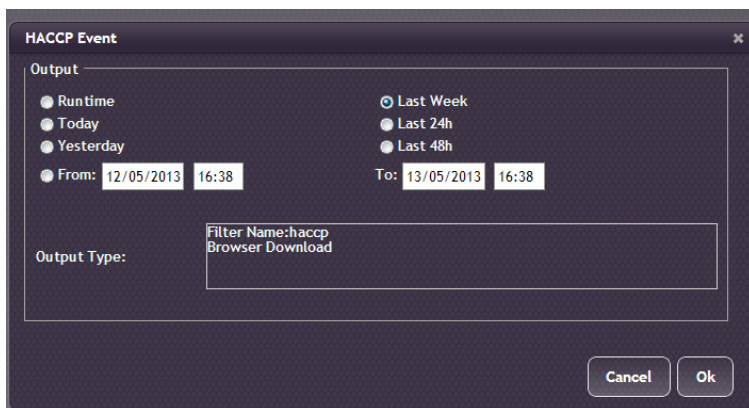 HACCP Event
Output
Runtime
Last Week
Today
Last 24h
Yesterday
Last 48h
From: 12/05/2013 16:38 To: 13/05/2013 16:38
Filter Name:haccp
Browser Download
Output Type:
Cancel Ok